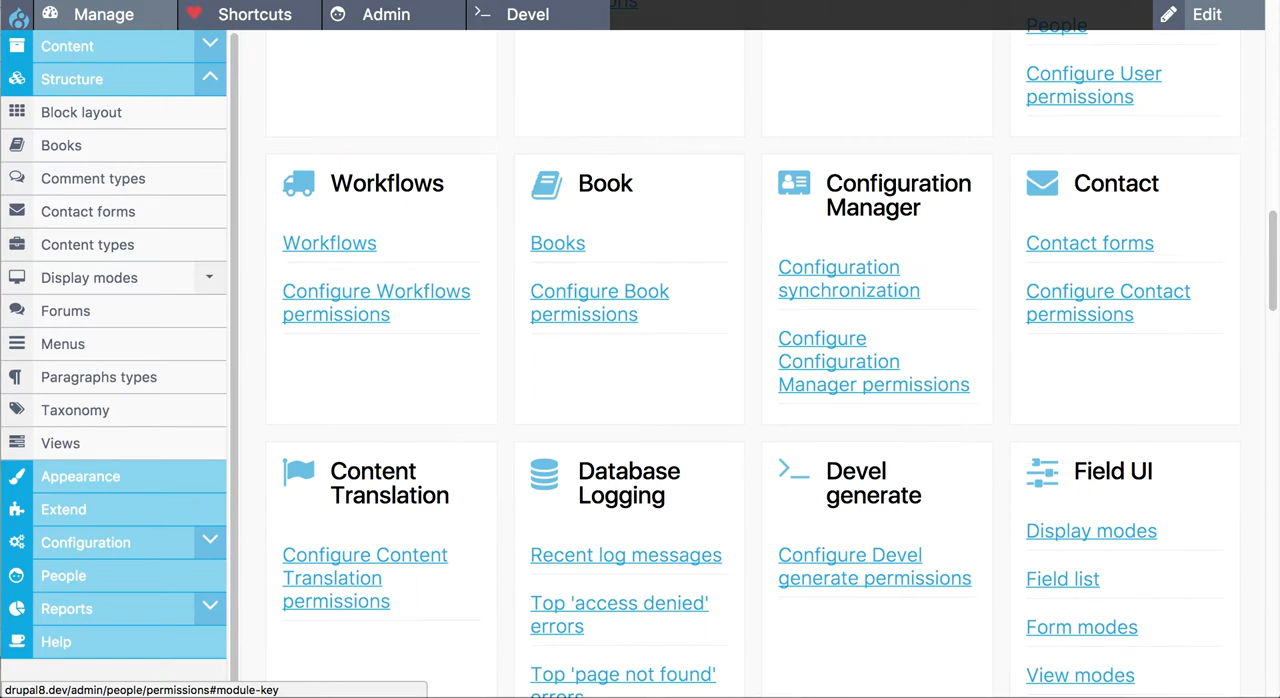 Manage
Shortcuts
Admin
Devel
Edit
Content
Structure
Block layout
Books
Comment types
Contact forms
Content types
Display modes
Forums
Menus
Paragraphs types
Taxonomy
Views
Appearance
Extend
Configuration
People
Reports
Help
People
Configure User
permissions
Workflows
Workflows
Configure Workflows
permissions
Book
Books
Configure Book
permissions
Configuration
Manager
Configuration
synchronization
Configure
Configuration
Manager permissions
Contact
Contact forms
Configure Contact
permissions
Content
Translation
Configure Content
Translation
permissions
Database
Logging
Recent log messages
Top 'access denied'
errors
Top 'page not found'
errors
Devel
generate
Configure Devel
generate permissions
Field UI
Display modes
Field list
Form modes
View modes
drupal8.dev/admin/people/permissions#module-key